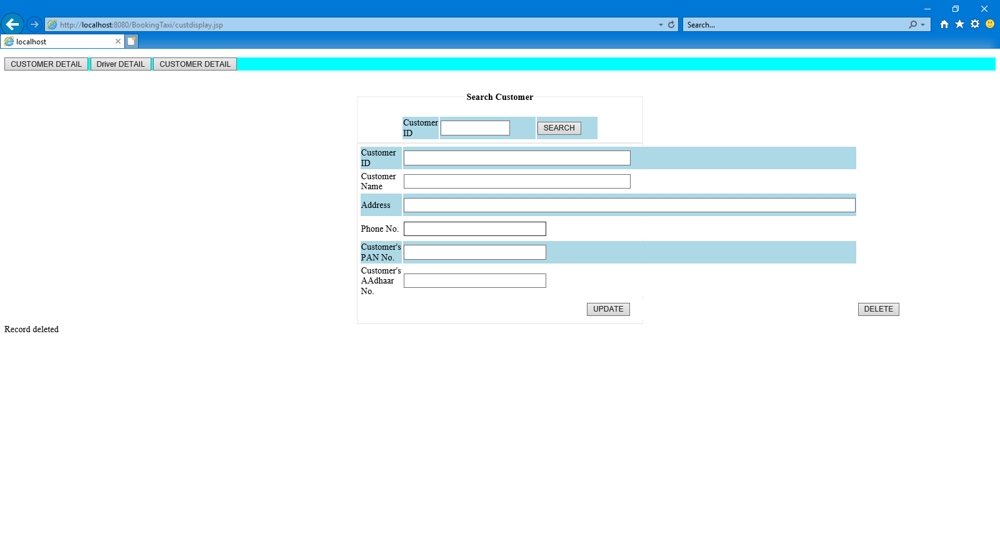 http://localhost:8080/BookingTaxi/custdisplay.jsp
Search...
localhost
CUSTOMER DETAIL Driver DETAIL CUSTOMER DETAIL
Search Customer
Customer
ID
SEARCH
Customer
ID
Customer
Name
Address
Phone No.
Customer's
PAN No.
Customer's
AAdhaar
No.
UPDATE DELETE
Record deleted